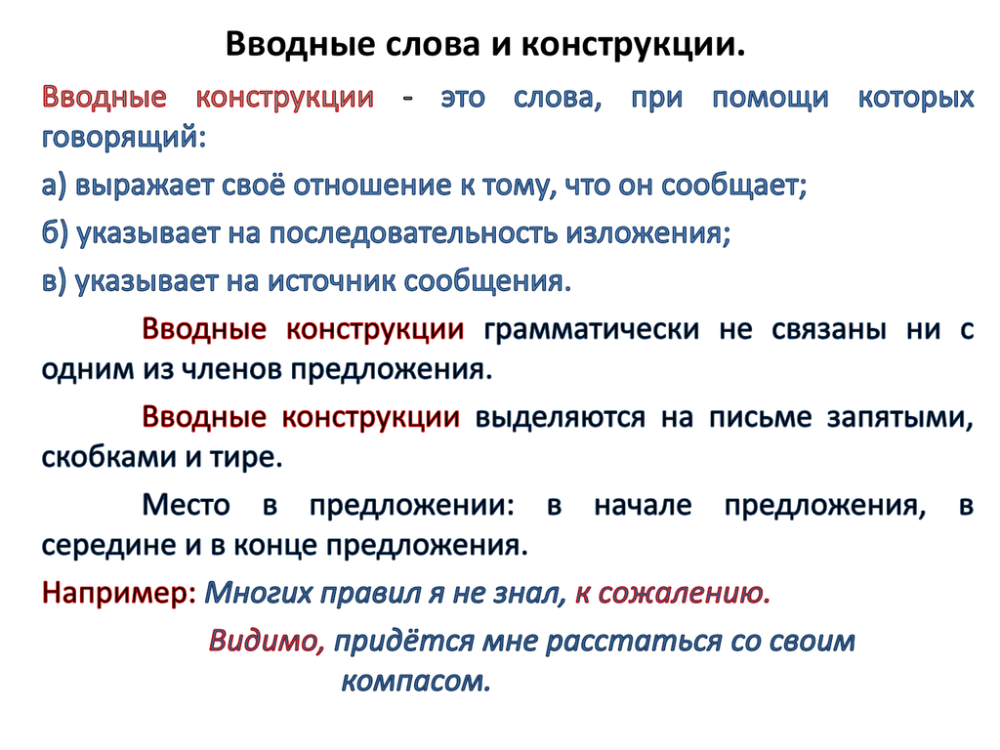 Вводные слова и конструкции.
Вводные конструкции - это слова, при помощи которых
говорящий:
а) выражает своё отношение к тому, что он сообщает;
б) указывает на последовательность изложения;
в) указывает на источник сообщения.
Вводные конструкции грамматически не связаны ни с
одним из членов предложения.
Вводные конструкции выделяются на письме запятыми,
скобками и тире.
Место в предложении: в начале предложения, в
середине и в конце предложения.
Например: Многих правил я не знал, к сожалению.
Видимо, придётся мне расстаться со своим
компасом.